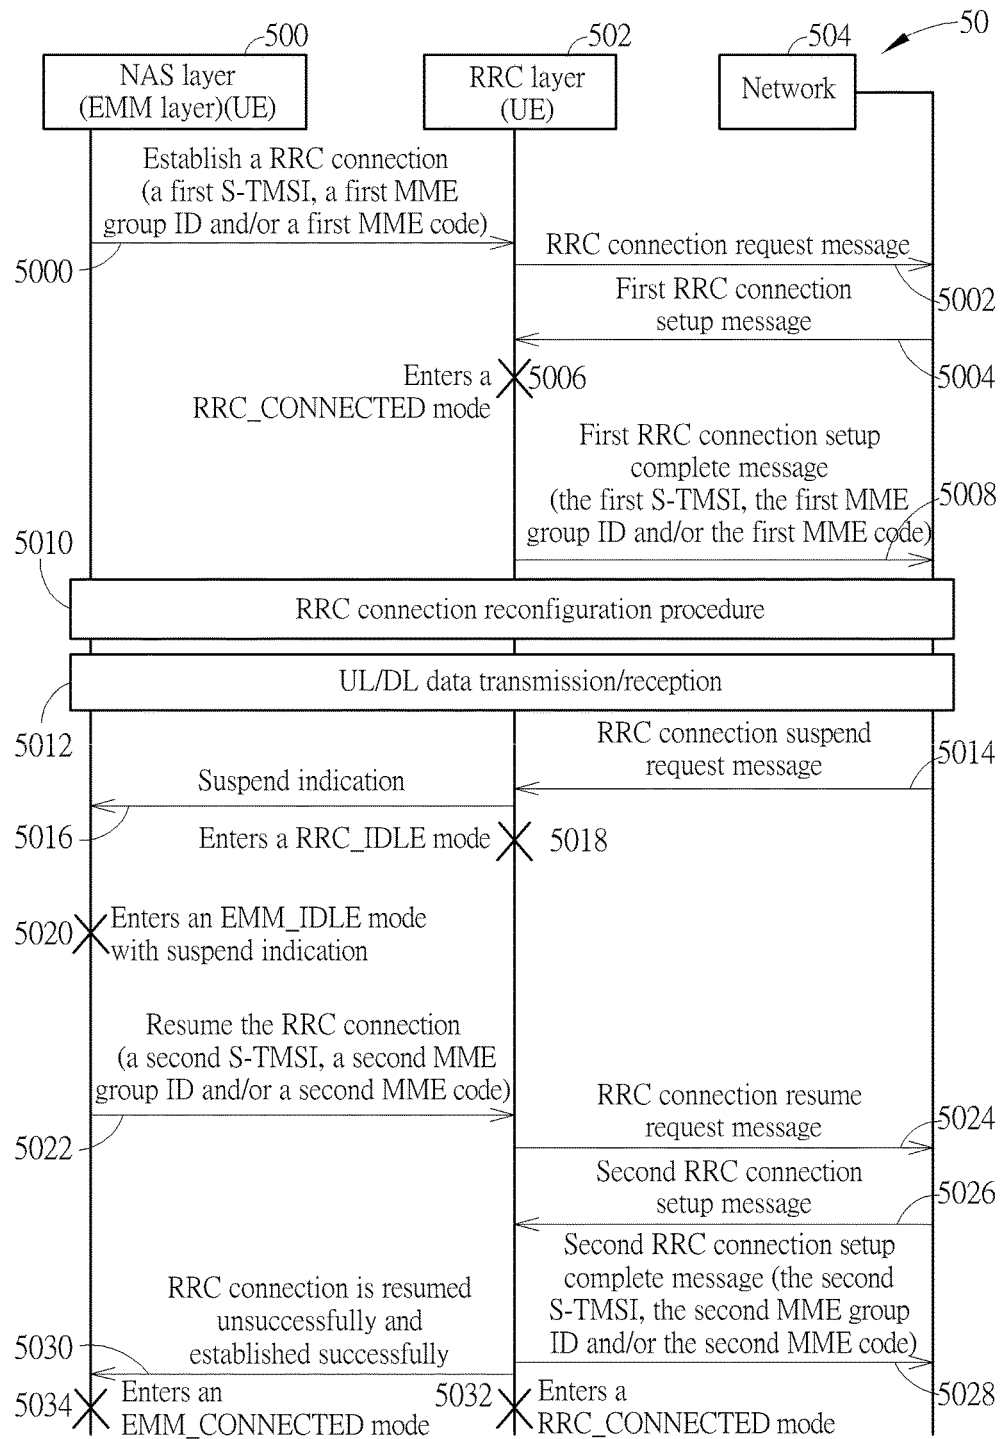 500
502
504
50
NAS layer
(EMM layer)(UE)
RRC layer
(UE)
Network
Establish a RRC connection
(a first S-TMSI, a first MME
group ID and/or a first MME code)
5000
RRC connection request message
5002
First RRC connection
setup message
5004
Enters a
RRC_CONNECTED mode
5006
First RRC connection setup
complete message
(the first S-TMSI, the first MME
group ID and/or the first MME code)
5008
5010
RRC connection reconfiguration procedure
UL/DL data transmission/reception
5012
RRC connection suspend
request message
5014
Suspend indication
5016
Enters a RRC_IDLE mode
5018
5020
Enters an EMM_IDLE mode
with suspend indication
Resume the RRC connection
(a second S-TMSI, a second MME
group ID and/or a second MME code)
5022
RRC connection resume
request message
5024
Second RRC connection
setup message
5026
Second RRC connection setup
complete message (the second
S-TMSI, the second MME group
ID and/or the second MME code)
5028
RRC connection is resumed
unsuccessfully and
established successfully
5030
5034
Enters an
EMM_CONNECTED mode
5032
Enters a
RRC_CONNECTED mode